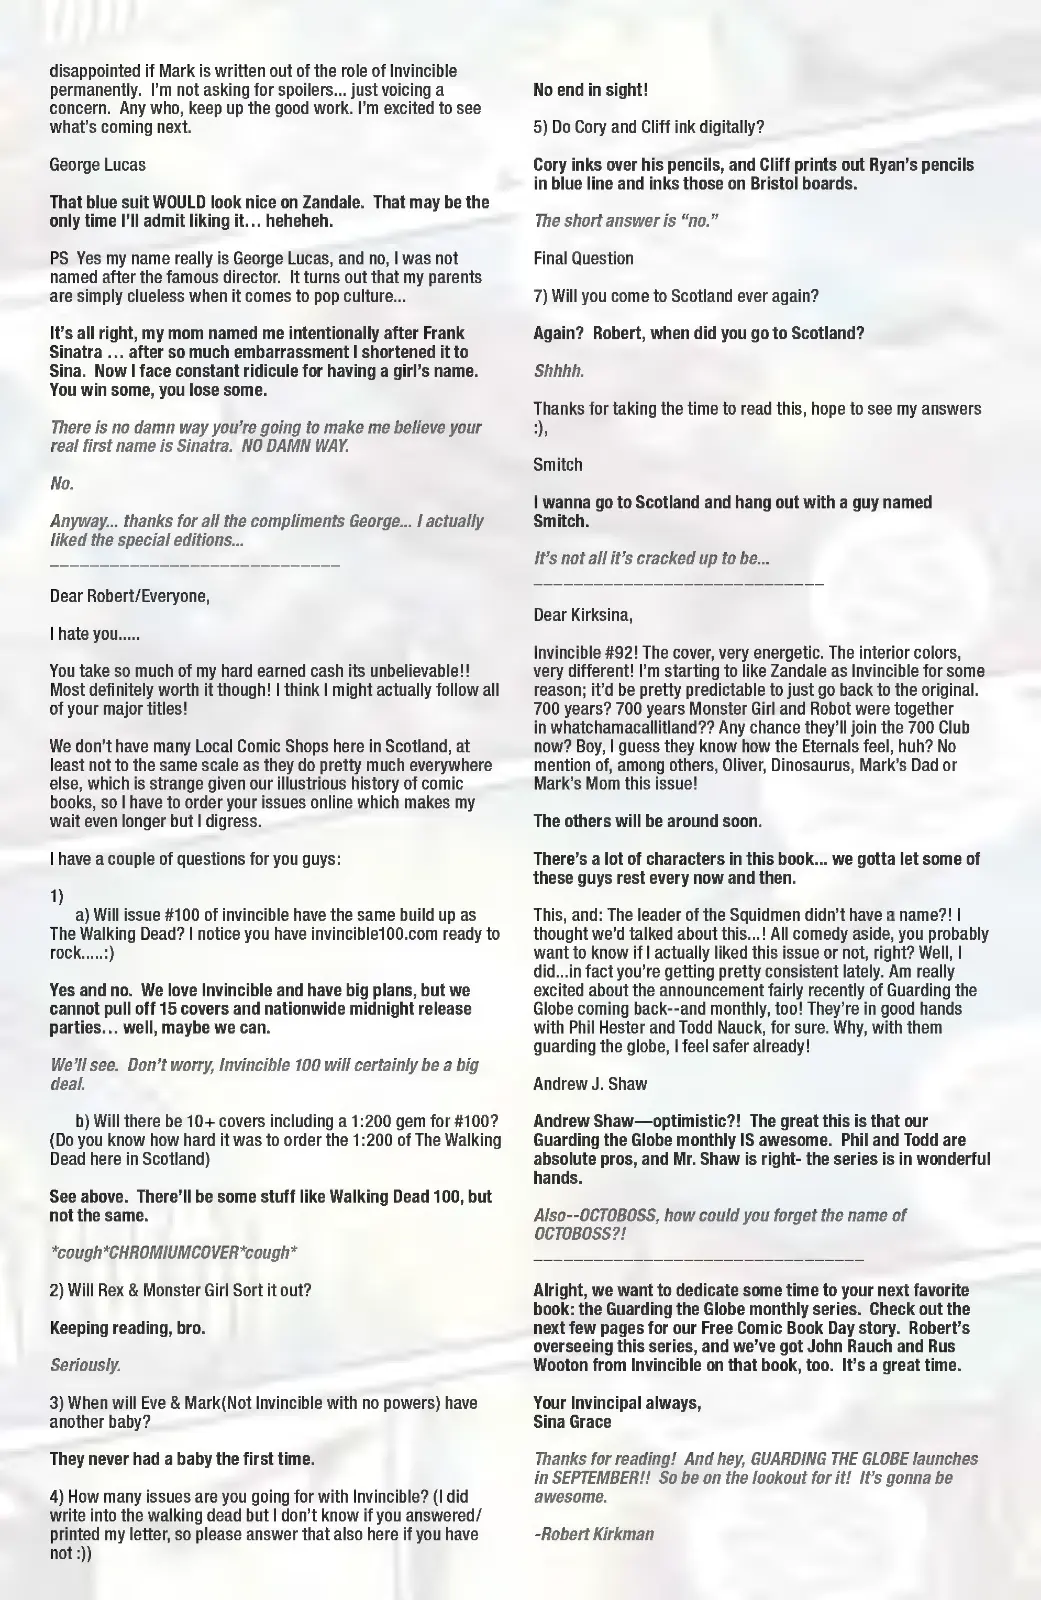 disappointed if Mark is written out of the role of Invincible
permanently.  I'm not asking for spoilers... just voicing a
concern.  Any who, keep up the good work. I'm excited to see
what's coming next.
George Lucas
That blue suit WOULD look nice on Zandale.  That may be the
only time I'll admit liking it… heheheh.
PS  Yes my name really is George Lucas, and no, I was not
named after the famous director.  It turns out that my parents
are simply clueless when it comes to pop culture...
It's all right, my mom named me intentionally after Frank
Sinatra … after so much embarrassment I shortened it to
Sina.  Now I face constant ridicule for having a girl's name.
You win some, you lose some.
There is no damn way you're going to make me believe your
real first name is Sinatra.  NO DAMN WAY.
No.
Anyway... thanks for all the compliments George... I actually
liked the special editions...
_____________________________
Dear Robert/Everyone,
I hate you.....
You take so much of my hard earned cash its unbelievable!!
Most definitely worth it though! I think I might actually follow all
of your major titles!
We don't have many Local Comic Shops here in Scotland, at
least not to the same scale as they do pretty much everywhere
else, which is strange given our illustrious history of comic
books, so I have to order your issues online which makes my
wait even longer but I digress.
I have a couple of questions for you guys:
1)
a) Will issue #100 of invincible have the same build up as
The Walking Dead? I notice you have invincible100.com ready to
rock.....:)
Yes and no.  We love Invincible and have big plans, but we
cannot pull off 15 covers and nationwide midnight release
parties… well, maybe we can.
We'll see.  Don't worry, Invincible 100 will certainly be a big
deal.
b) Will there be 10+ covers including a 1:200 gem for #100?
(Do you know how hard it was to order the 1:200 of The Walking
Dead here in Scotland)
See above.  There'll be some stuff like Walking Dead 100, but
not the same.
*cough*CHROMIUMCOVER*cough*
2) Will Rex & Monster Girl Sort it out?
Keeping reading, bro.
Seriously.
3) When will Eve & Mark(Not Invincible with no powers) have
another baby?
They never had a baby the first time.
4) How many issues are you going for with Invincible? (I did
write into the walking dead but I don't know if you answered/
printed my letter, so please answer that also here if you have
not :))
No end in sight!
5) Do Cory and Cliff ink digitally?
Cory inks over his pencils, and Cliff prints out Ryan's pencils
in blue line and inks those on Bristol boards.
The short answer is "no."
Final Question
7) Will you come to Scotland ever again?
Again?  Robert, when did you go to Scotland?
Shhhh.
Thanks for taking the time to read this, hope to see my answers
:),
Smitch
I wanna go to Scotland and hang out with a guy named
Smitch.
It's not all it's cracked up to be...
_____________________________
Dear Kirksina,
Invincible #92! The cover, very energetic. The interior colors,
very different! I'm starting to like Zandale as Invincible for some
reason; it'd be pretty predictable to just go back to the original.
700 years? 700 years Monster Girl and Robot were together
in whatchamacallitland?? Any chance they'll join the 700 Club
now? Boy, I guess they know how the Eternals feel, huh? No
mention of, among others, Oliver, Dinosaurus, Mark's Dad or
Mark's Mom this issue!
The others will be around soon.
There's a lot of characters in this book... we gotta let some of
these guys rest every now and then.
This, and: The leader of the Squidmen didn't have a name?! I
thought we'd talked about this...! All comedy aside, you probably
want to know if I actually liked this issue or not, right? Well, I
did...in fact you're getting pretty consistent lately. Am really
excited about the announcement fairly recently of Guarding the
Globe coming back--and monthly, too! They're in good hands
with Phil Hester and Todd Nauck, for sure. Why, with them
guarding the globe, I feel safer already!
Andrew J. Shaw
Andrew Shaw—optimistic?!  The great this is that our
Guarding the Globe monthly IS awesome.  Phil and Todd are
absolute pros, and Mr. Shaw is right- the series is in wonderful
hands.
Also--OCTOBOSS, how could you forget the name of
OCTOBOSS?!
_________________________________
Alright, we want to dedicate some time to your next favorite
book: the Guarding the Globe monthly series.  Check out the
next few pages for our Free Comic Book Day story.  Robert's
overseeing this series, and we've got John Rauch and Rus
Wooton from Invincible on that book, too.  It's a great time.
Your Invincipal always,
Sina Grace
Thanks for reading!  And hey, GUARDING THE GLOBE launches
in SEPTEMBER!!  So be on the lookout for it!  It's gonna be
awesome.
-Robert Kirkman